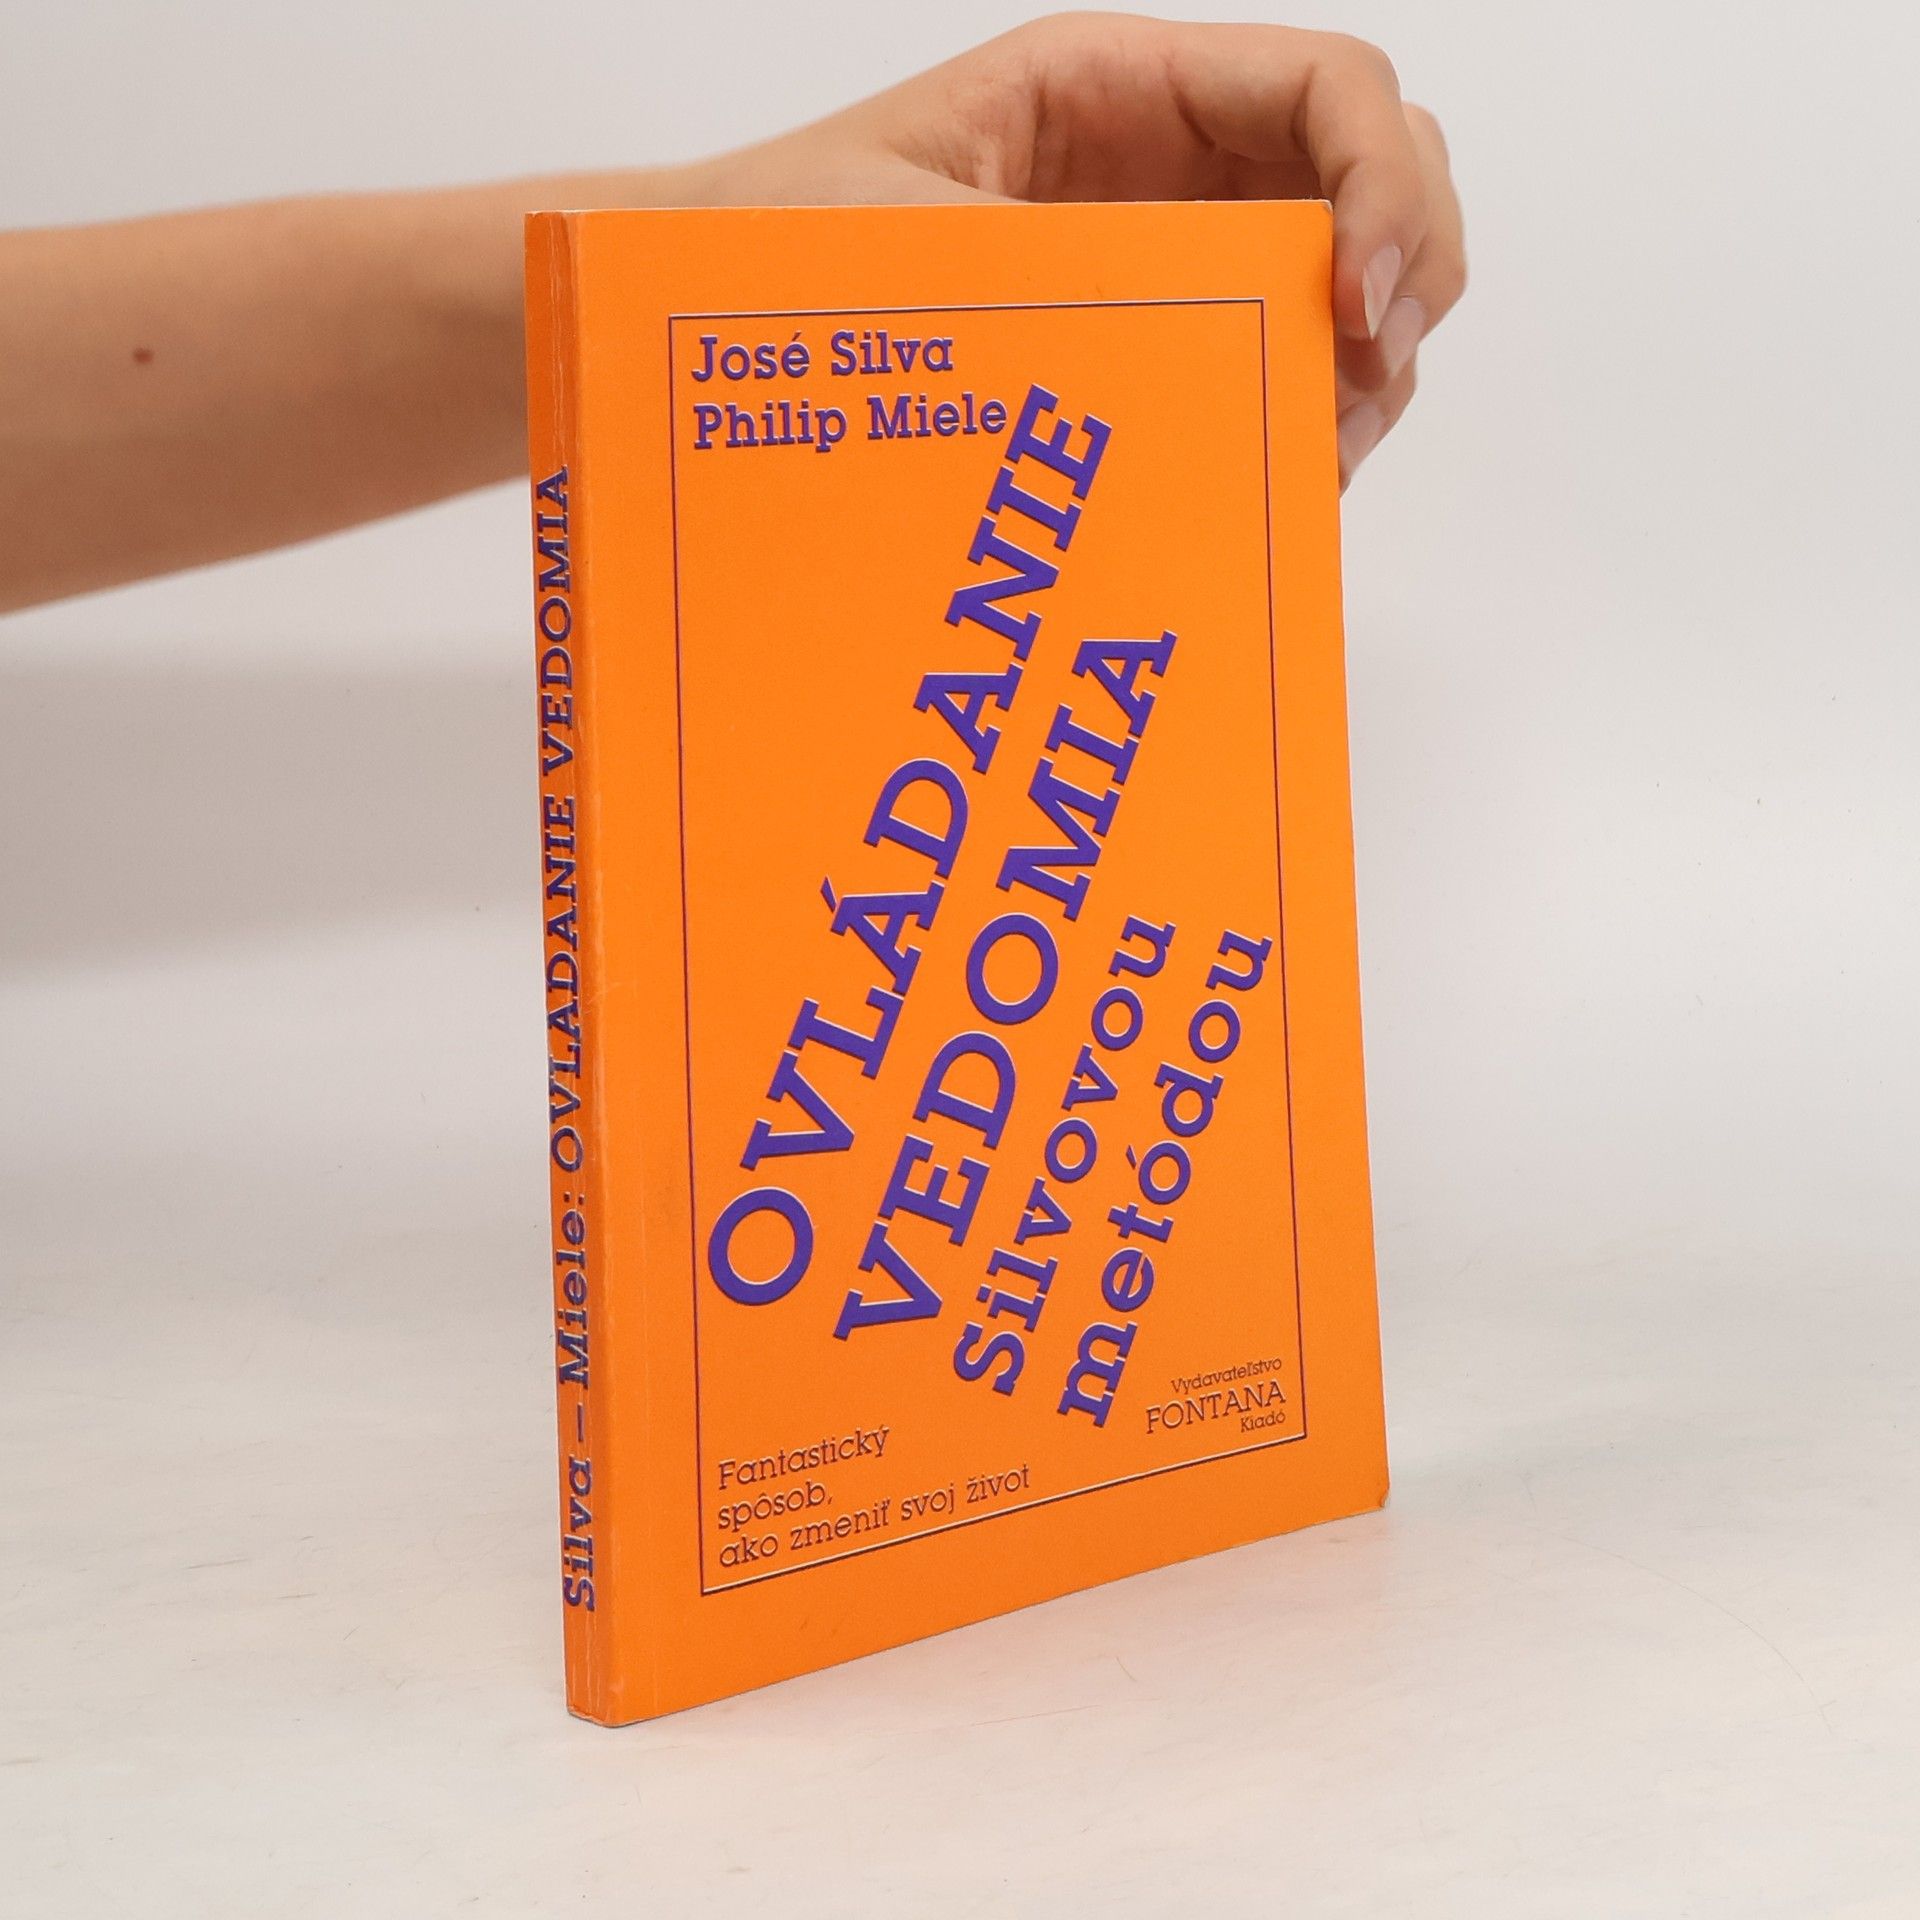 José Silva
Philip Miele
OVLÁDANIE
VEDOMIA
Silvovou
metódou
Fantastický
spôsob,
ako zmeniť svoj život
Vydavateľstvo
FONTANA
Kiadó
Silva – Miele: OVLADANIE VEDOMIA